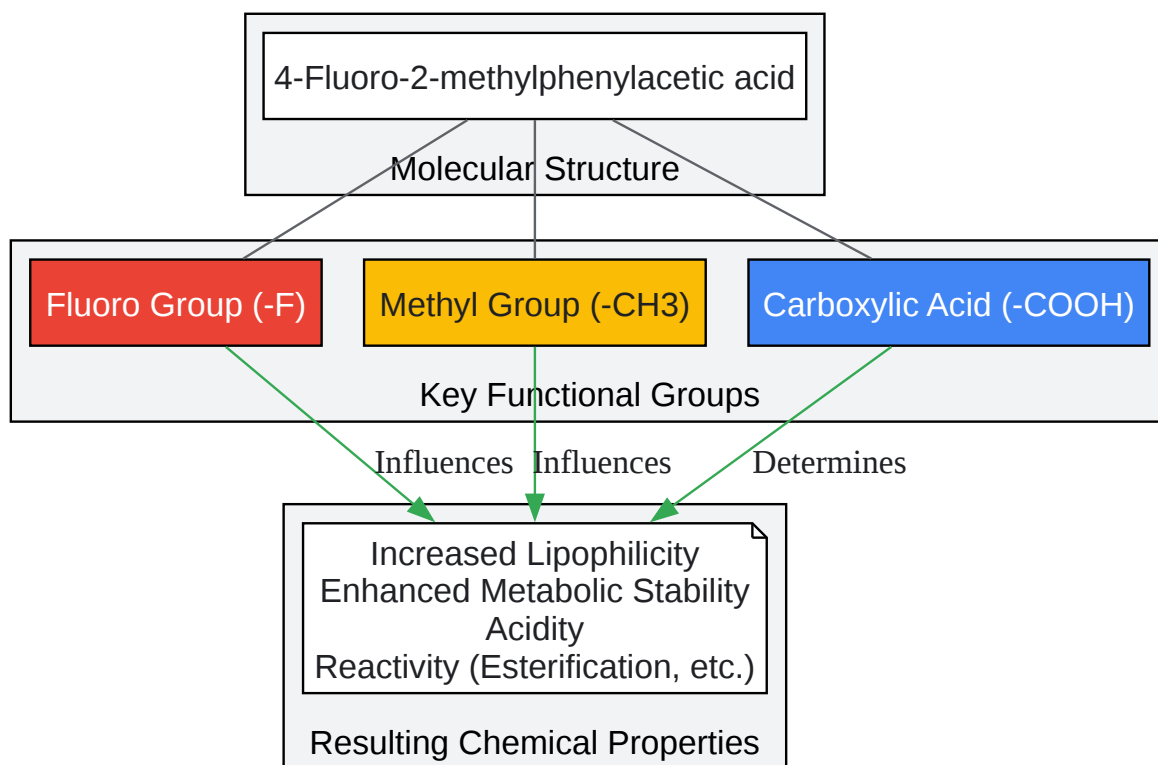 4-Fluoro-2-methylphenylacetic acid
Molecular Structure
Fluoro Group (-F)
Methyl Group (-CH3)
Carboxylic Acid (-COOH)
Key Functional Groups
Influences
Influences
Determines
Increased Lipophilicity
Enhanced Metabolic Stability
Acidity
Reactivity (Esterification, etc.)
Resulting Chemical Properties